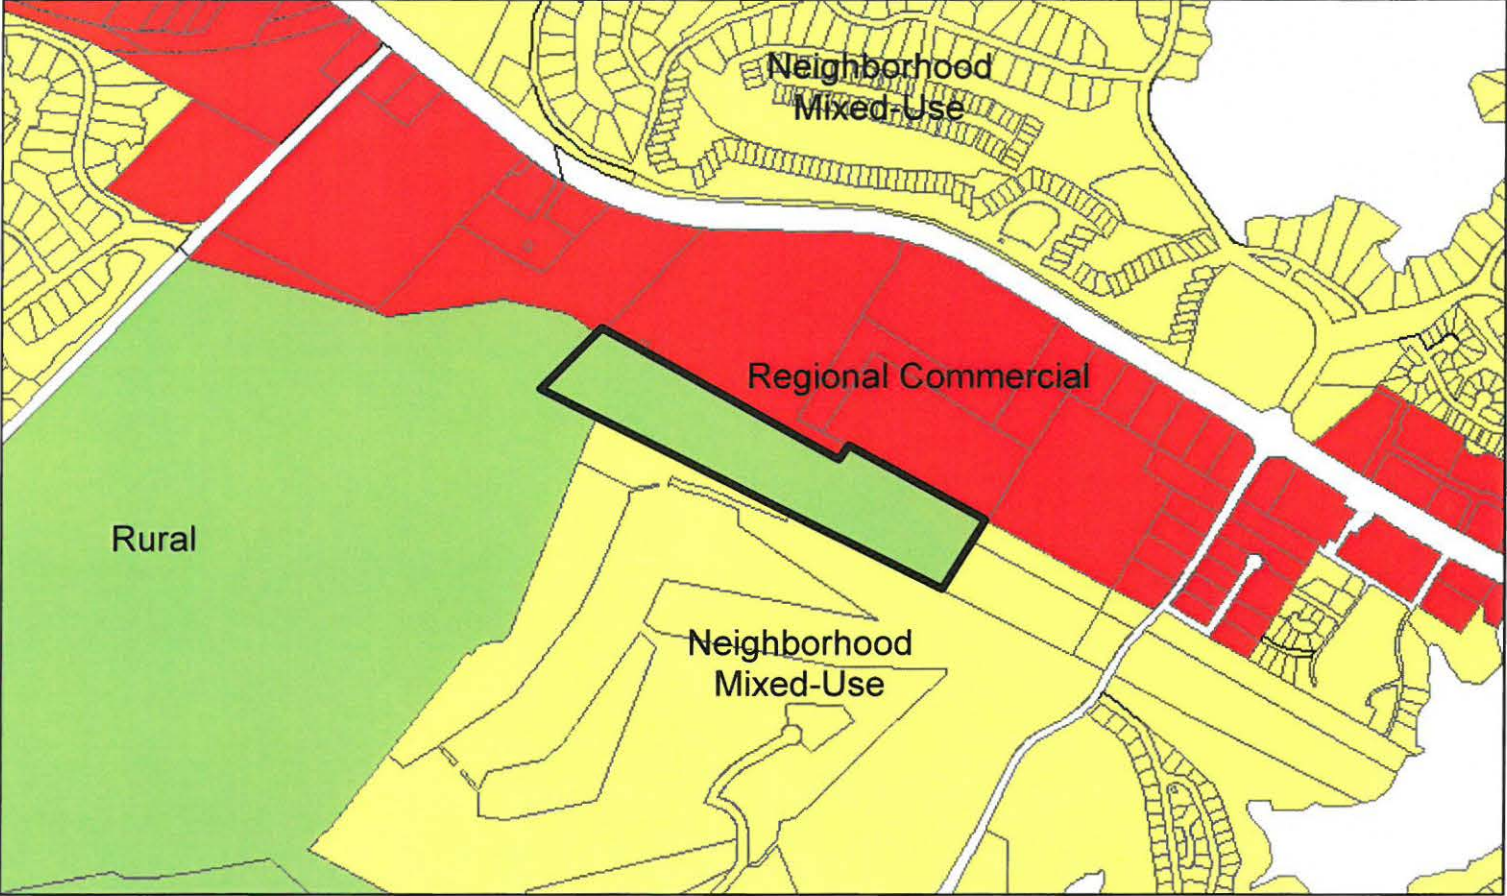 Neighborhood
Mixed-Use
Regional Commercial
Rural
Neighborhood
Mixed-Use